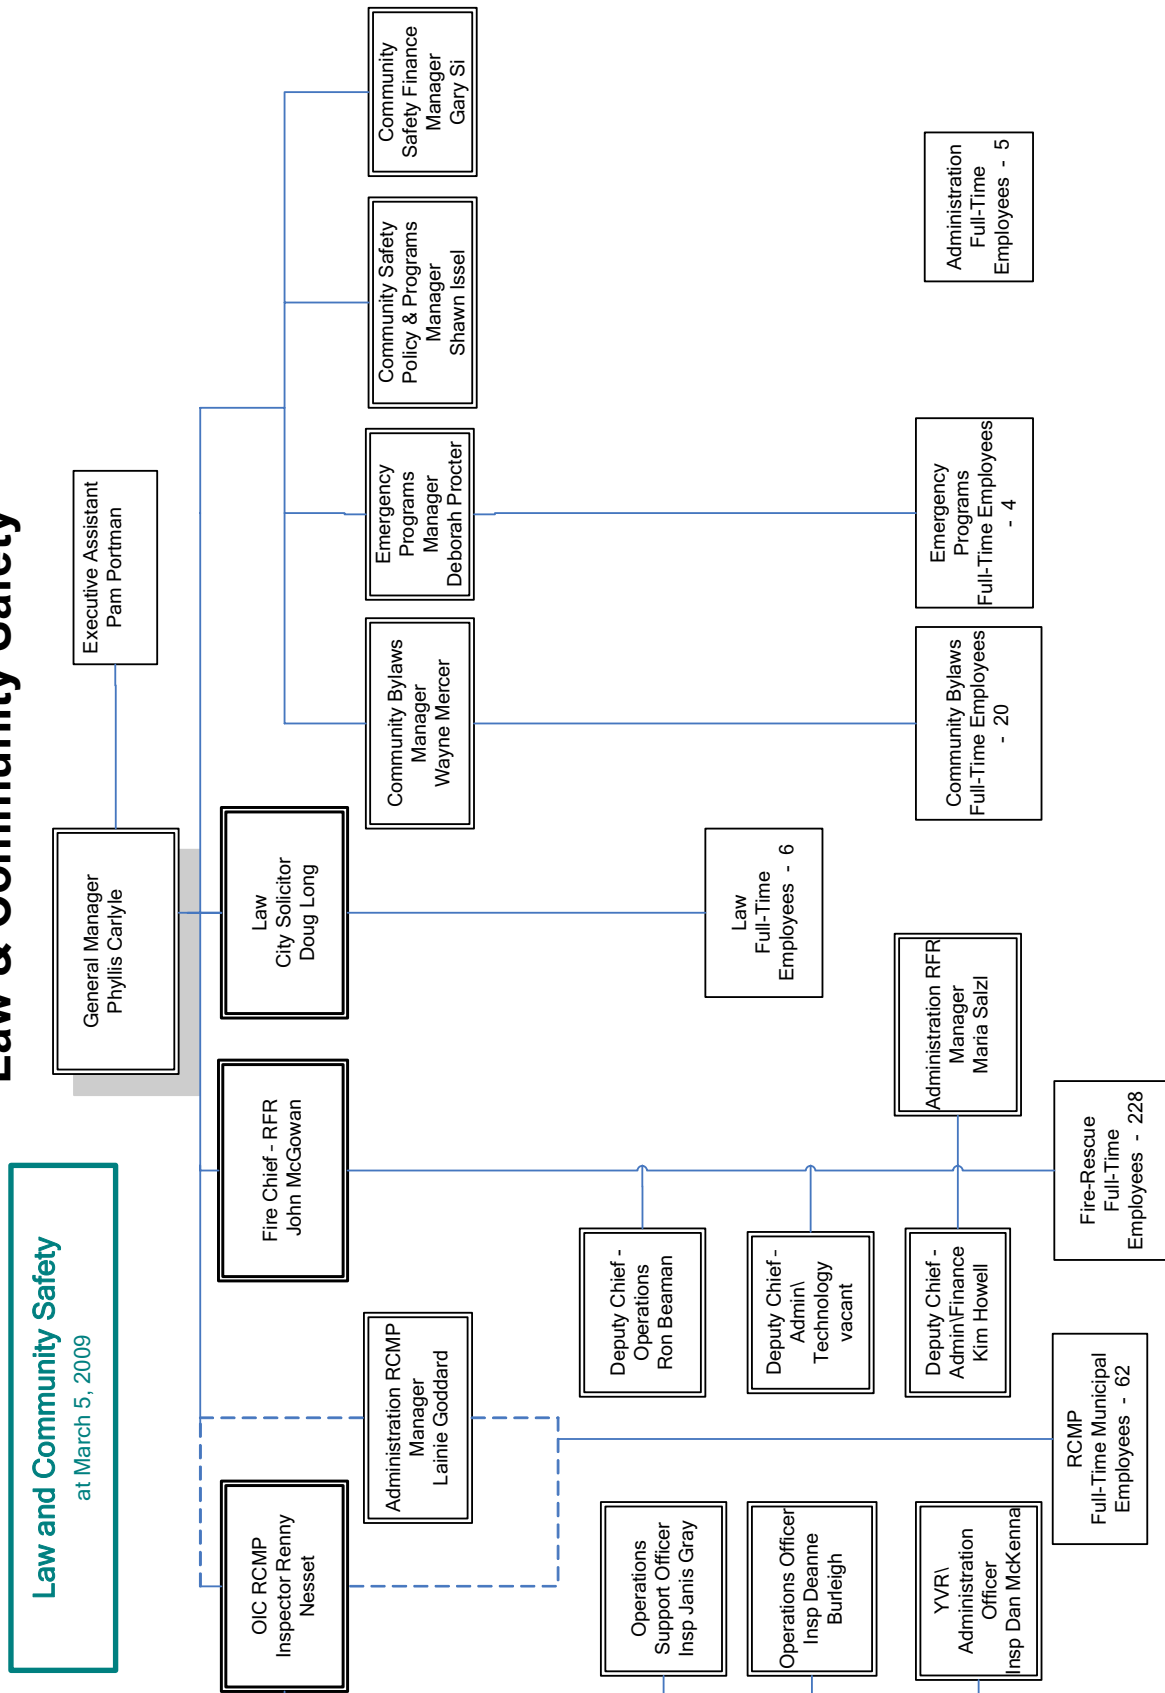 Law & Community Safety
Law and Community Safety
at March 5, 2009
General Manager
Phyllis Carlyle
Executive Assistant
Pam Portman
OIC RCMP
Inspector Renny
Nesset
Fire Chief - RFR
John McGowan
Law
City Solicitor
Doug Long
Administration RCMP
Manager
Lainie Goddard
Community Bylaws
Manager
Wayne Mercer
Emergency
Programs
Manager
Deborah Procter
Community Safety
Policy & Programs
Manager
Shawn Issel
Community
Safety Finance
Manager
Gary Si
Operations
Support Officer
Insp Janis Gray
Deputy Chief -
Operations
Ron Beaman
Law
Full-Time
Employees - 6
Operations Officer
Insp Deanne
Burleigh
Deputy Chief -
Admin\
Technology
vacant
YVR\
Administration
Officer
Insp Dan McKenna
Deputy Chief -
Admin\Finance
Kim Howell
Administration RFR
Manager
Maria Salzl
Community Bylaws
Full-Time Employees
- 20
Emergency
Programs
Full-Time Employees
- 4
Administration
Full-Time
Employees - 5
RCMP
Full-Time Municipal
Employees - 62
Fire-Rescue
Full-Time
Employees - 228